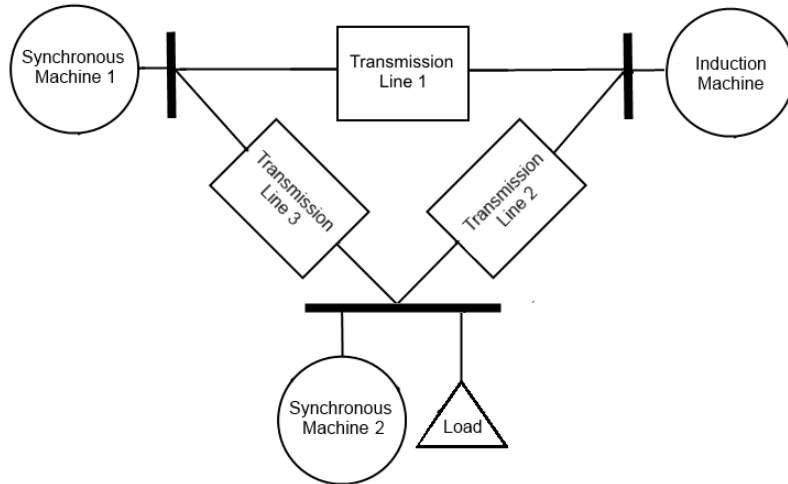 Synchronous
Machine 1
Transmission
Line 1
Induction
Machine
Transmission
Line 3
Transmission
Line 2
Synchronous
Machine 2
Load